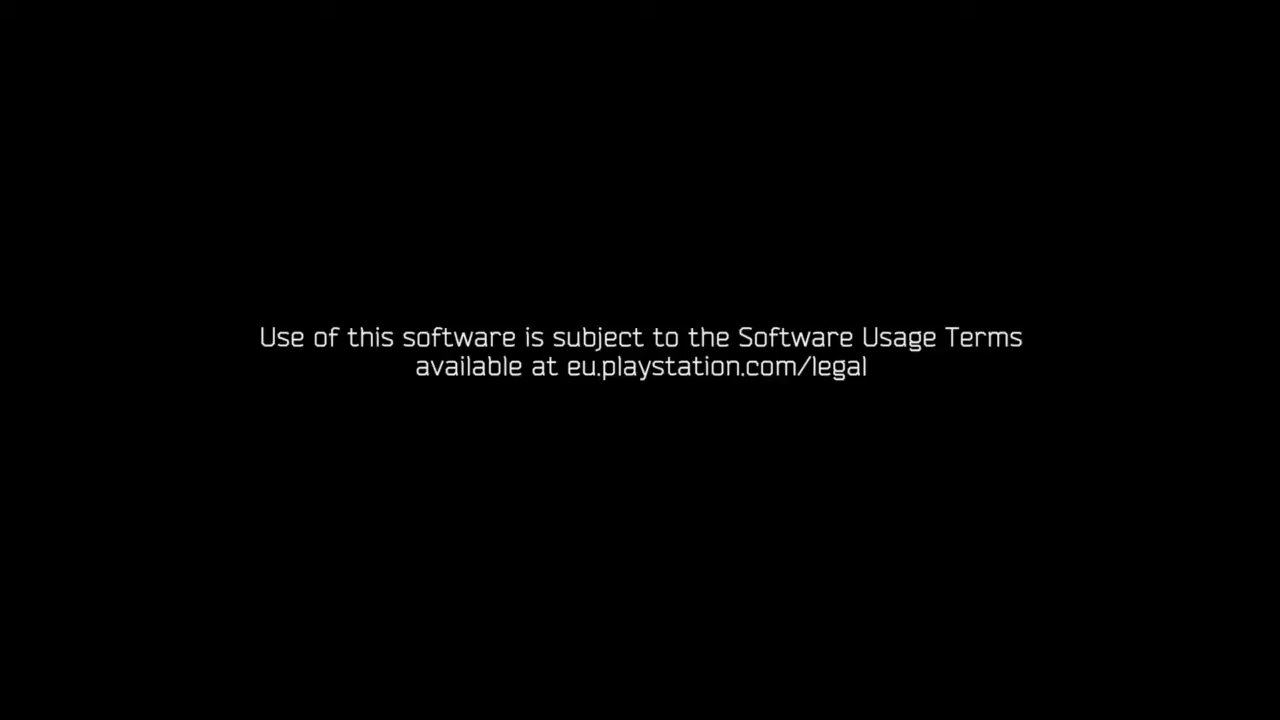 Use of this software is subject to the Software Usage Terms
available at eu.playstation.com/legal